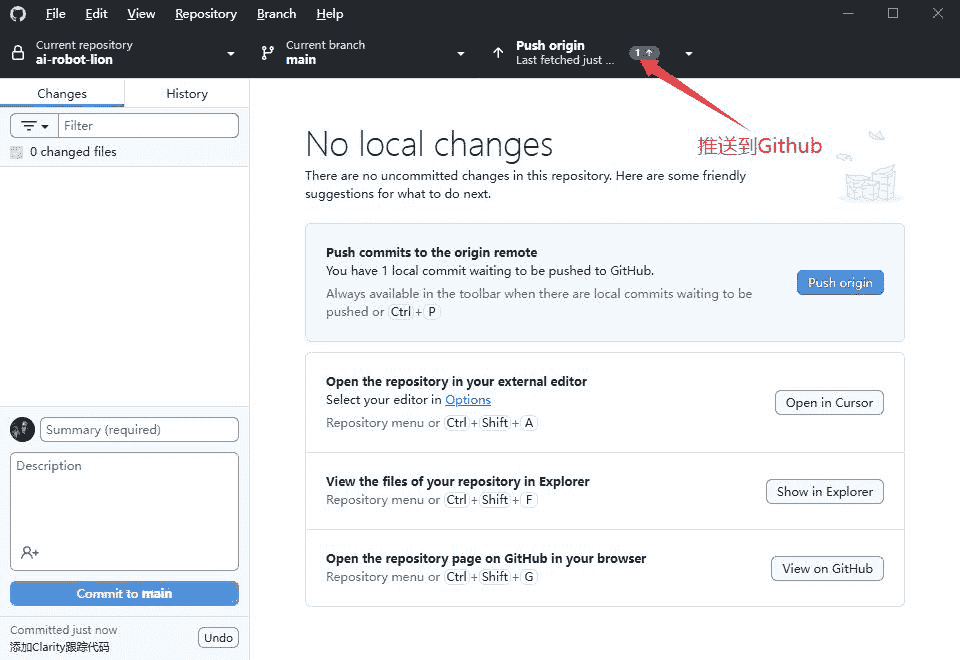 File Edit View Repository Branch Help
Current repository
ai-robot-lion
Current branch
main
Push origin
Last fetched just ...
1
Changes
History
Filter
0 changed files
推送到Github
No local changes
There are no uncommitted changes in this repository. Here are some friendly
suggestions for what to do next.
Push commits to the origin remote
You have 1 local commit waiting to be pushed to GitHub.
Always available in the toolbar when there are local commits waiting to be
pushed or Ctrl + P
Push origin
Open the repository in your external editor
Select your editor in Options
Repository menu or Ctrl + Shift + A
Open in Cursor
View the files of your repository in Explorer
Repository menu or Ctrl + Shift + F
Show in Explorer
Open the repository page on GitHub in your browser
Repository menu or Ctrl + Shift + G
View on GitHub
Summary (required)
Description
Commit to main
Committed just now
添加Clarity跟踪代码
Undo